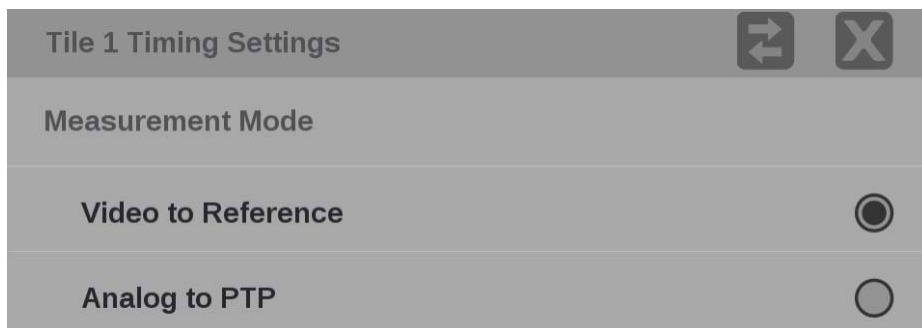 Tile 1 Timing Settings
Measurement Mode
Video to Reference
Analog to PTP